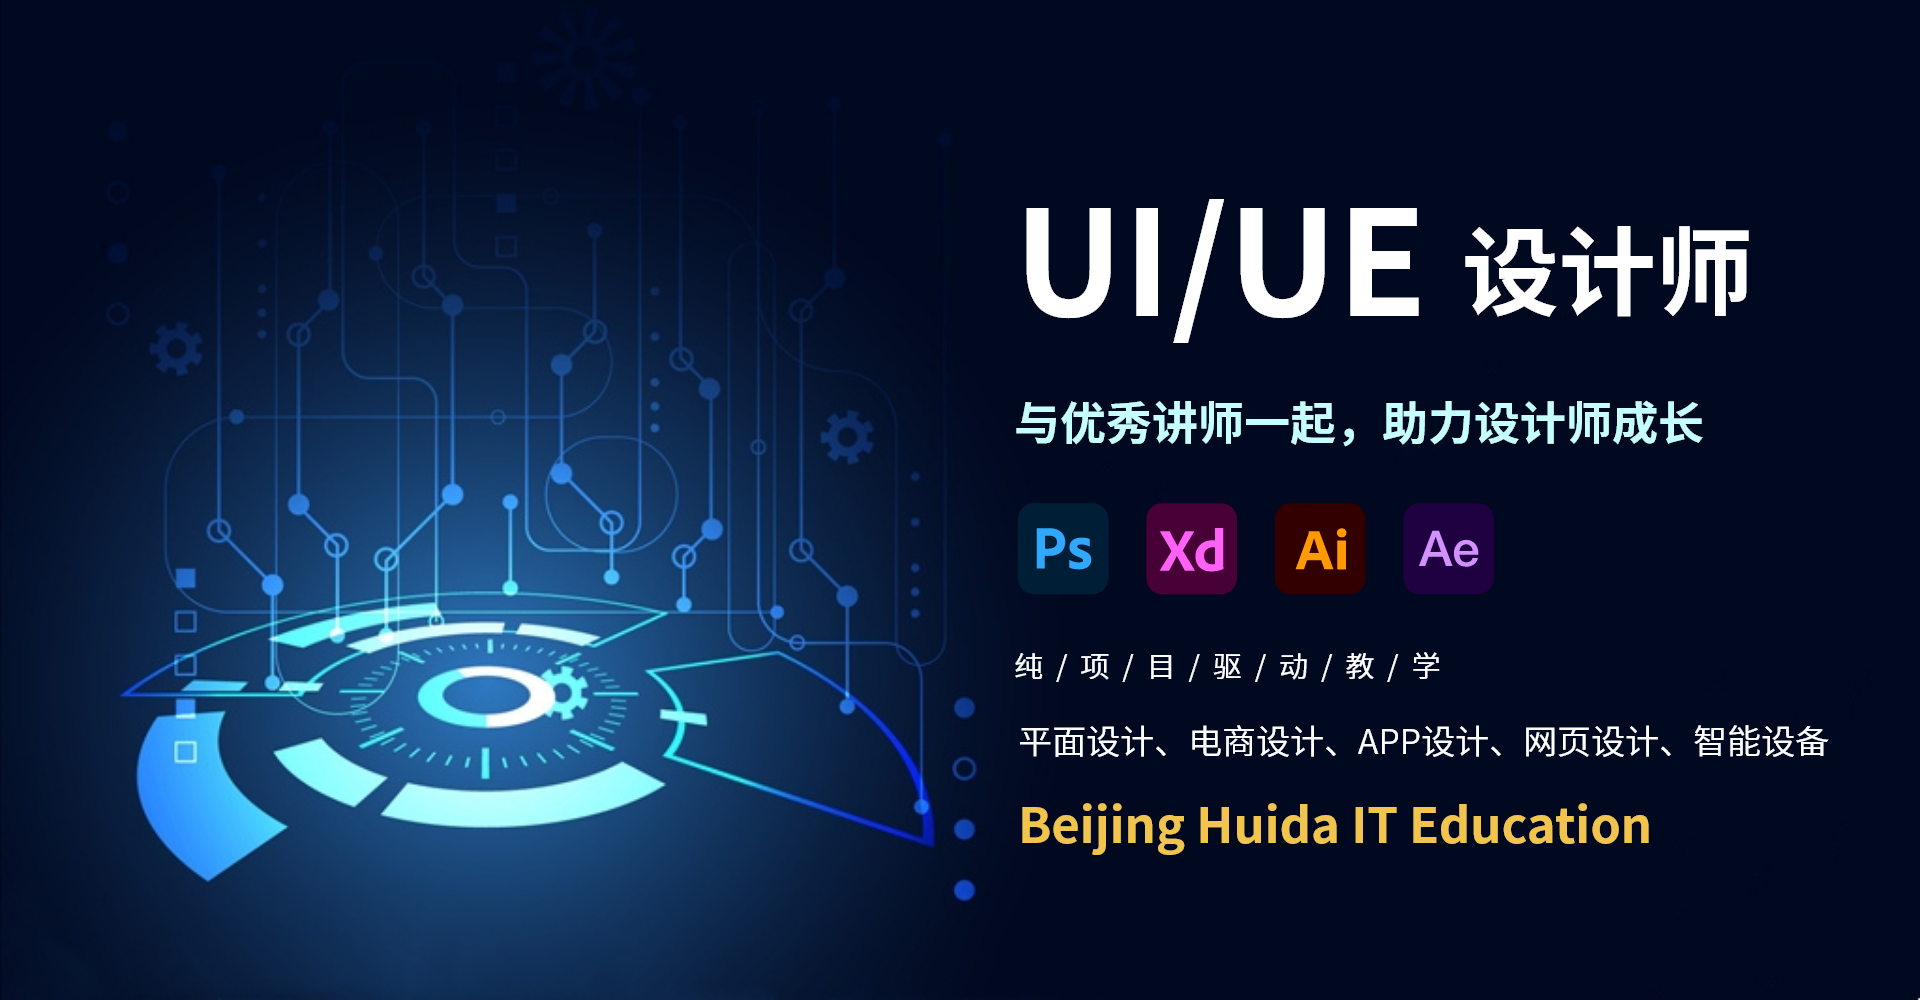 UI/UE 设计师
与优秀讲师一起，助力设计师成长
Ps Xd Ai Ae
纯 / 项 / 目 / 驱 / 动 / 教 / 学
平面设计、电商设计、APP设计、网页设计、智能设备
Beijing Huida IT Education